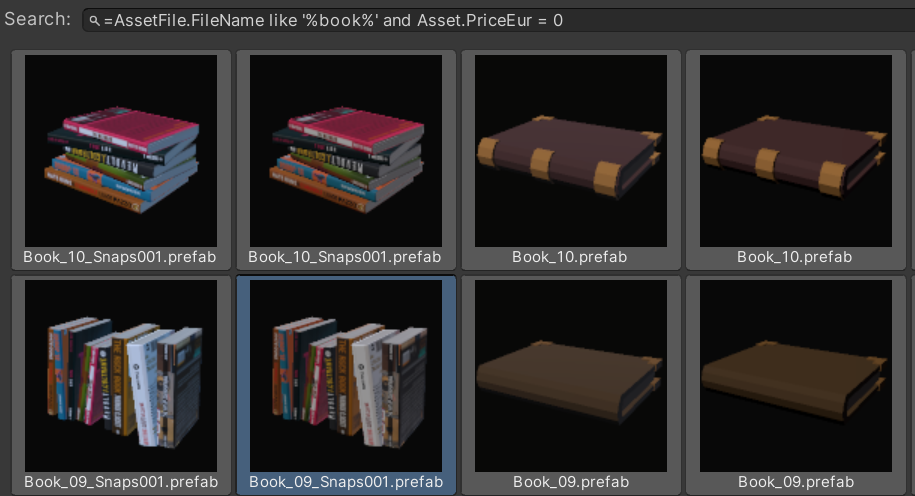 Search: =AssetFile.FileName like '%book%' and Asset.PriceEur = 0
Book_10_Snaps001.prefab
Book_10_Snaps001.prefab
Book_10.prefab
Book_10.prefab
Book_09_Snaps001.prefab
Book_09_Snaps001.prefab
Book_09.prefab
Book_09.prefab